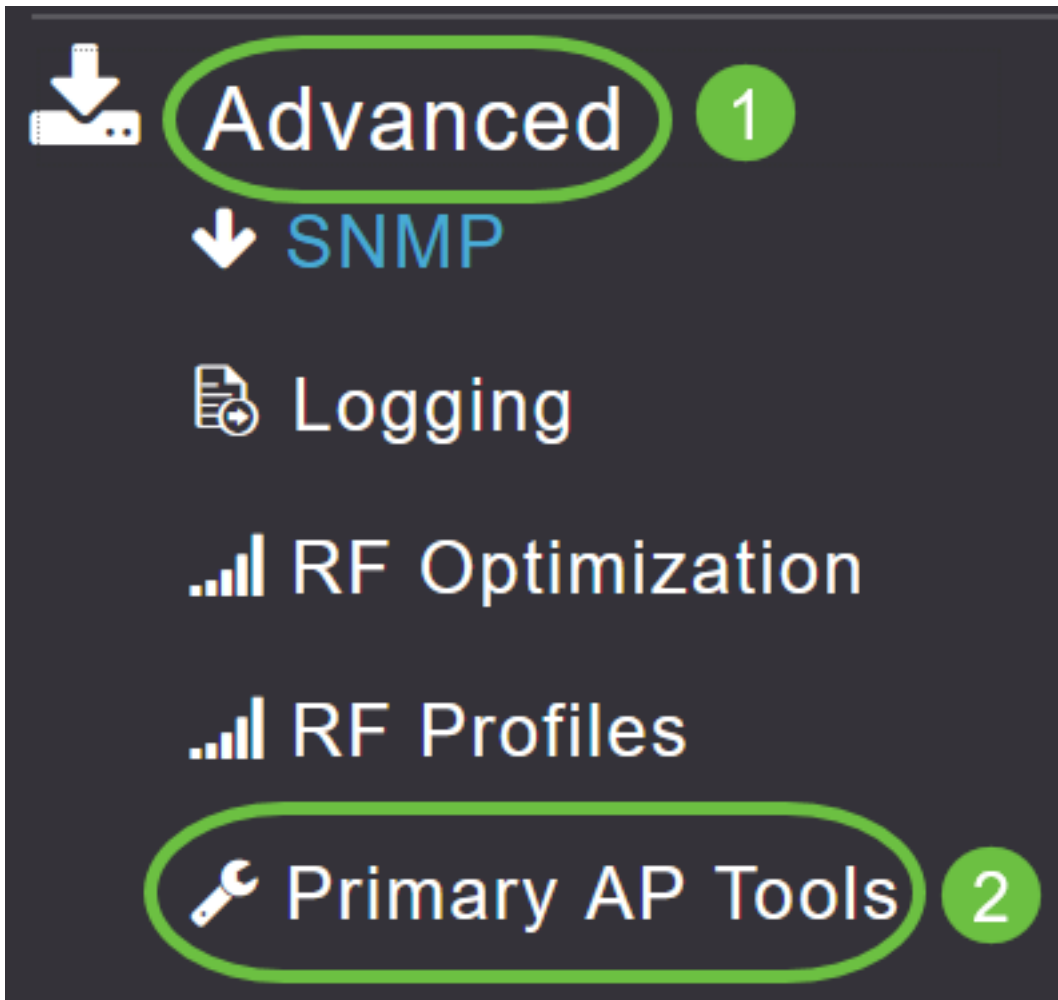 Advanced 1
SNMP
Logging
RF Optimization
RF Profiles
Primary AP Tools 2